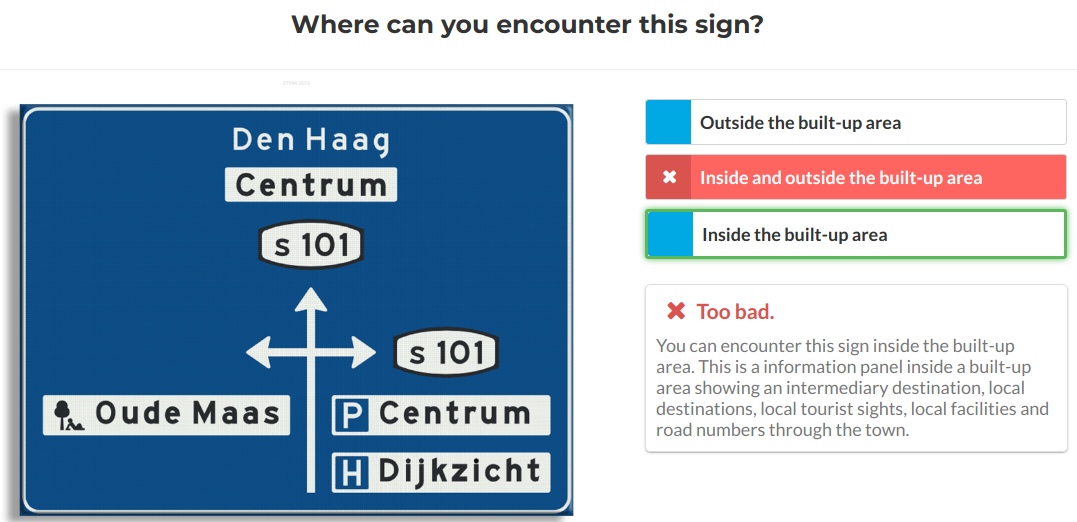 Where can you encounter this sign?
Den Haag
Centrum
s 101
s 101
Oude Maas
P Centrum
H Dijkzicht
Outside the built-up area
Inside and outside the built-up area
Inside the built-up area
Too bad.
You can encounter this sign inside the built-up
area. This is a information panel inside a built-up
area showing an intermediary destination, local
destinations, local tourist sights, local facilities and
road numbers through the town.